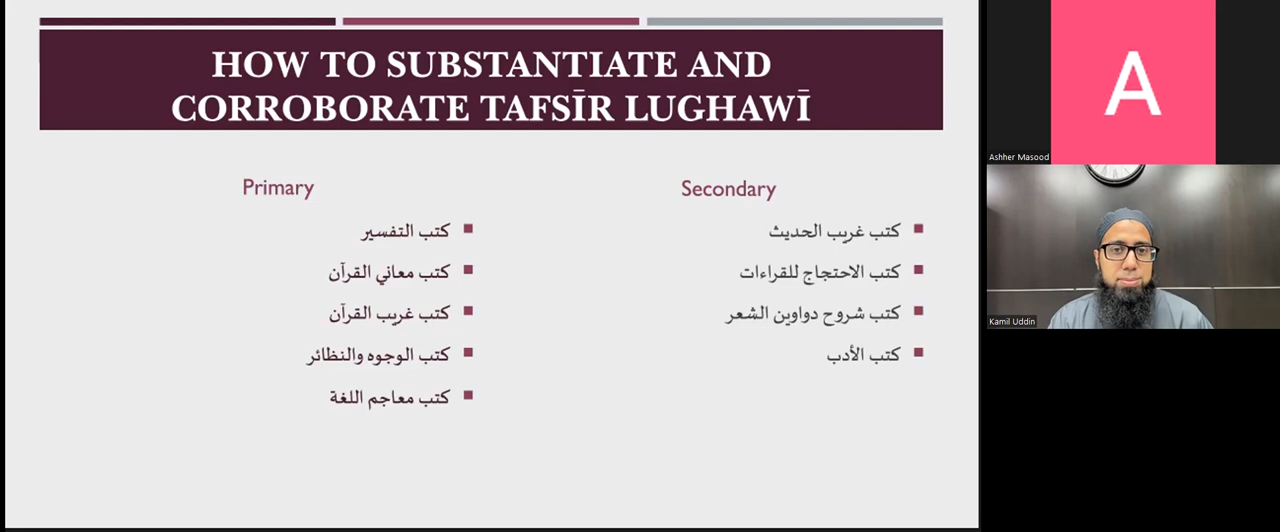 HOW TO SUBSTANTIATE AND
CORROBORATE TAFSĪR LUGHAWĪ
Primary
كتب التفسير
كتب معاني القرآن
كتب غريب القرآن
كتب الوجوه والنظائر
كتب معاجم اللغة
Secondary
كتب غريب الحديث
كتب الاحتجاج للقراءات
كتب شروح دواوين الشعر
كتب الأدب
A
Ashher Masood
Kamil Uddin